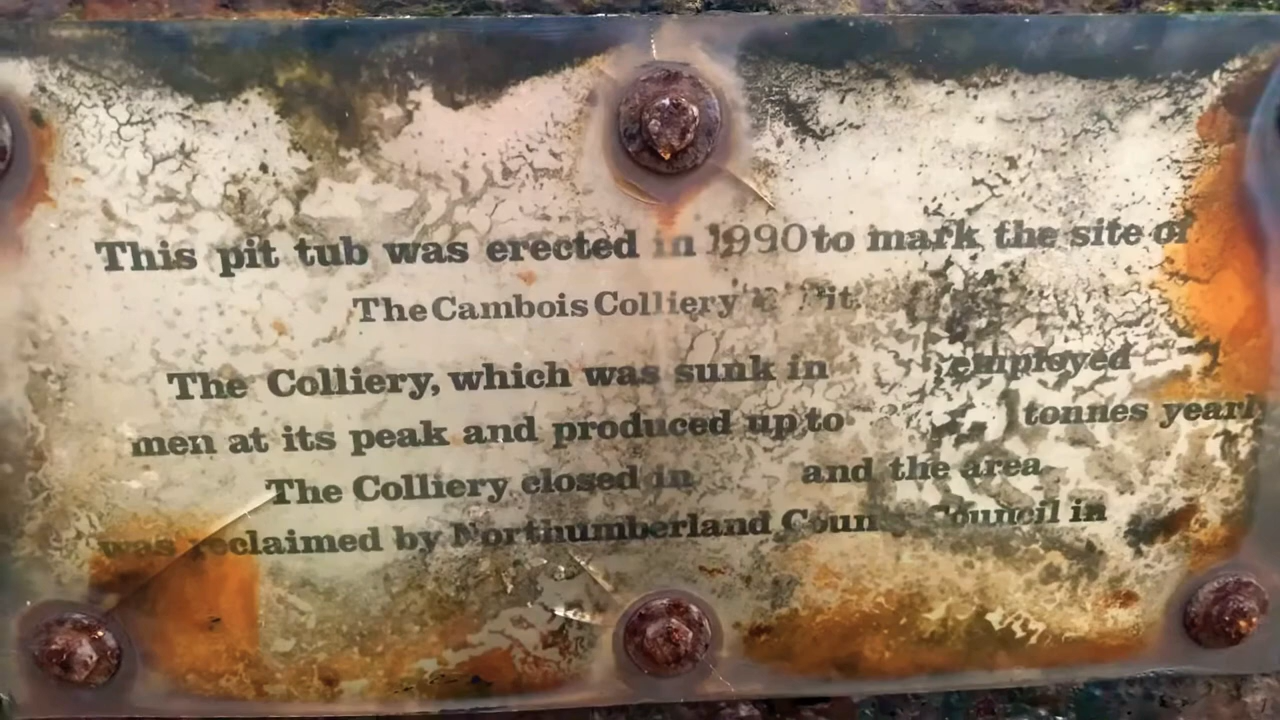 This pit tub was erected in 1990 to mark the site of
The Cambois Colliery
The Colliery, which was sunk in employed
men at its peak and produced up to tonnes
The Colliery closed in and the area
was reclaimed by Northumberland County Council in